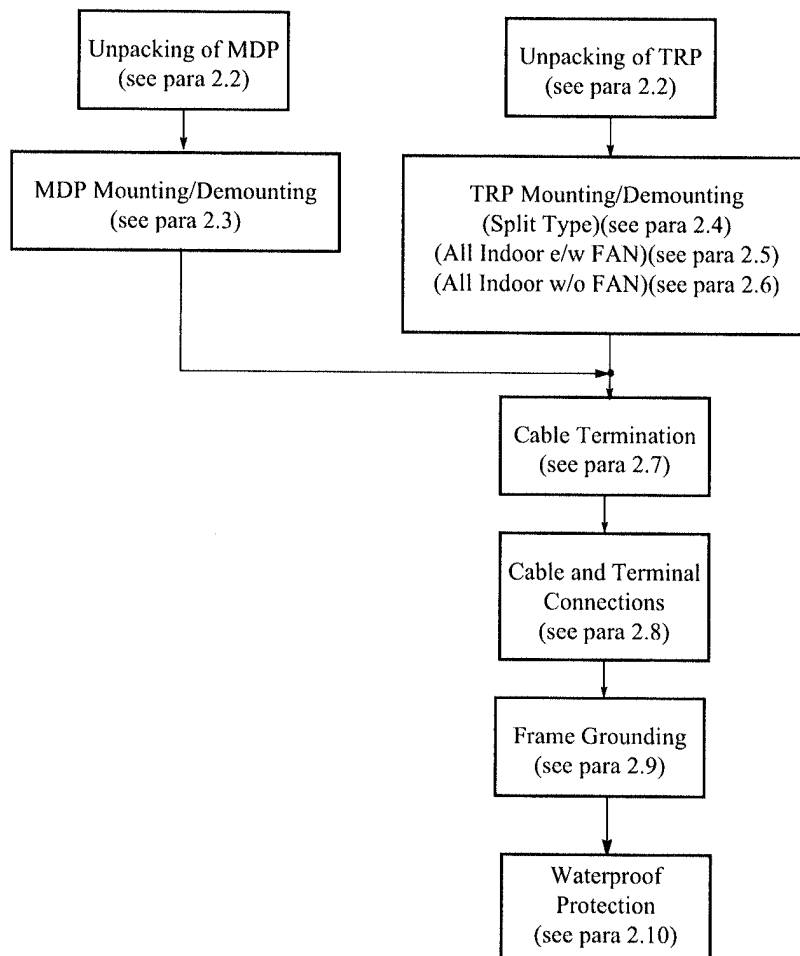 Unpacking of MDP
(see para 2.2)
Unpacking of TRP
(see para 2.2)
MDP Mounting/Demounting
(see para 2.3)
TRP Mounting/Demounting
(Split Type)(see para 2.4)
(All Indoor e/w FAN)(see para 2.5)
(All Indoor w/o FAN)(see para 2.6)
Cable Termination
(see para 2.7)
Cable and Terminal
Connections
(see para 2.8)
Frame Grounding
(see para 2.9)
Waterproof
Protection
(see para 2.10)